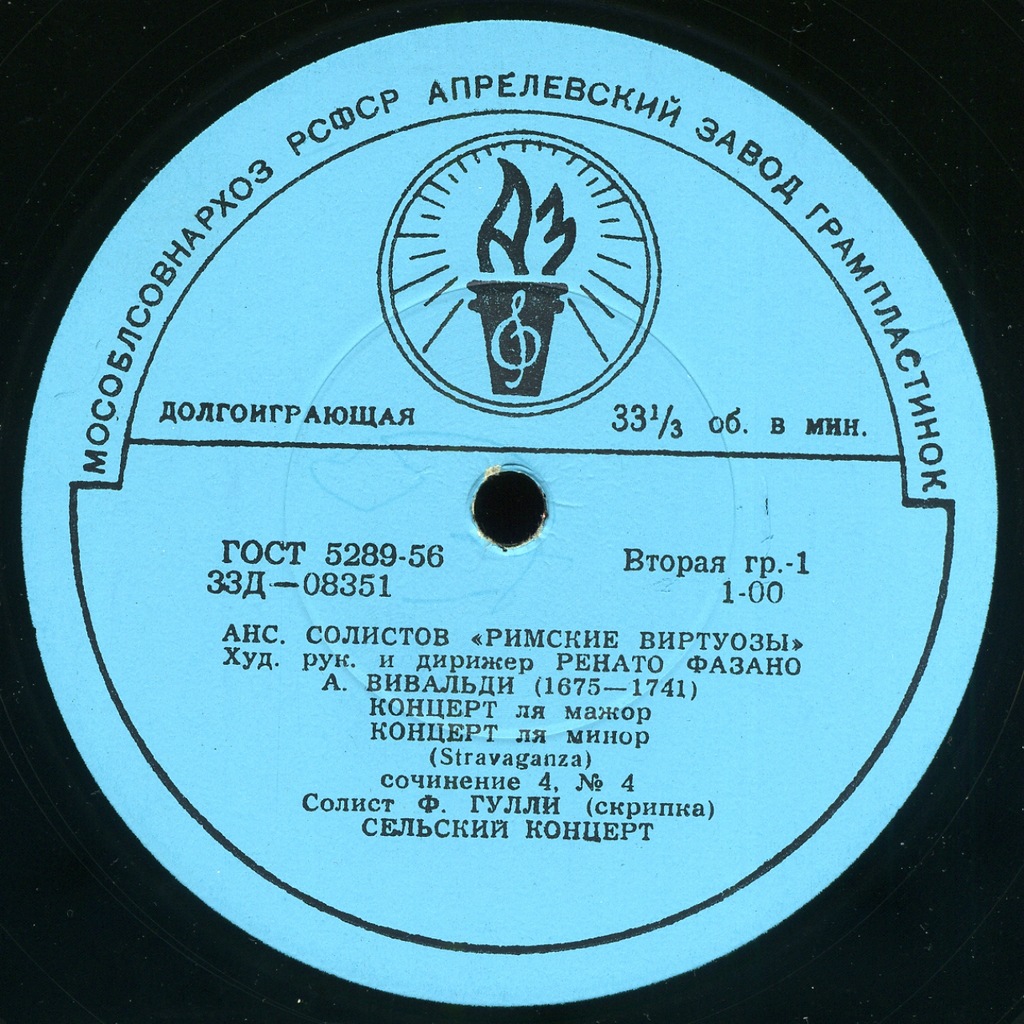 МОСОБЛСОВНАРХОЗ РСФСР АПРЕЛЕВСКИЙ ЗАВОД ГРАМПЛАСТИНОК
АЗ
ДОЛГОИГРАЮЩАЯ
33⅓ об. в мин.
ГОСТ 5289-56
33Д—08351
Вторая гр.-1
1-00
АНС. СОЛИСТОВ «РИМСКИЕ ВИРТУОЗЫ»
Худ. рук. и дирижер РЕНАТО ФАЗАНО
А. ВИВАЛЬДИ (1675—1741)
КОНЦЕРТ ля мажор
КОНЦЕРТ ля минор
(Stravaganza)
сочинение 4, № 4
Солист Ф. ГУЛЛИ (скрипка)
СЕЛЬСКИЙ КОНЦЕРТ